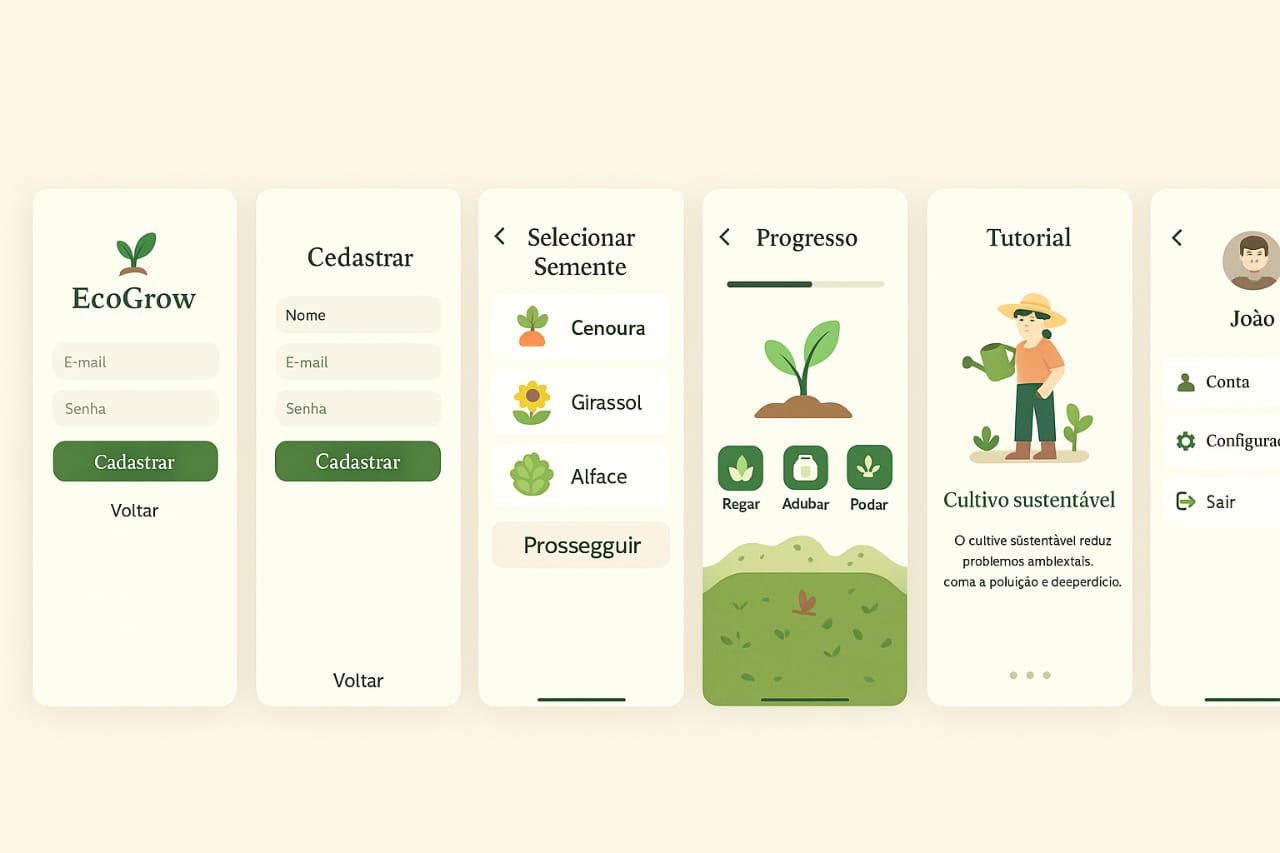 EcoGrow
E-mail
Senha
Cadastrar
Voltar
Cedastrar
Nome
E-mail
Senha
Cadastrar
Voltar
Selecionar
Semente
Cenoura
Girassol
Alface
Prossegguir
Progresso
Regar
Adubar
Podar
Tutorial
Cultivo sustentável
O cultive sūstentàvel reduz
problemos amblextais.
coma a poluição e deeperdicio.
Joào
Conta
Configurac
Sair